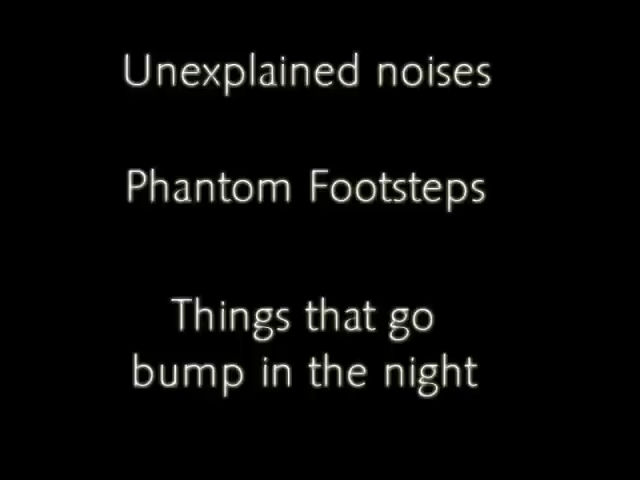 Unexplained noises
Phantom Footsteps
Things that go
bump in the night